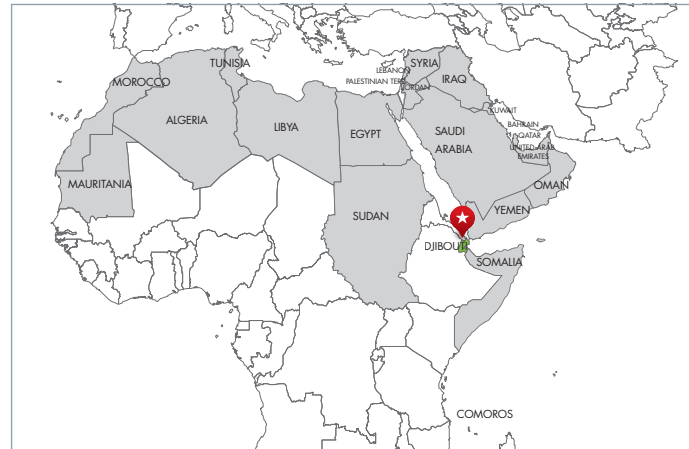 TUNISIA
SYRIA
LEBANON
IRAQ
MOROCCO
PALESTINIAN TERR.
JORDAN
KUWAIT
ALGERIA
LIBYA
EGYPT
SAUDI
ARABIA
BAHRAIN
QATAR
UNITED ARAB
EMIRATES
MAURITANIA
OMAN
SUDAN
YEMEN
DJIBOUTI
SOMALIA
COMOROS